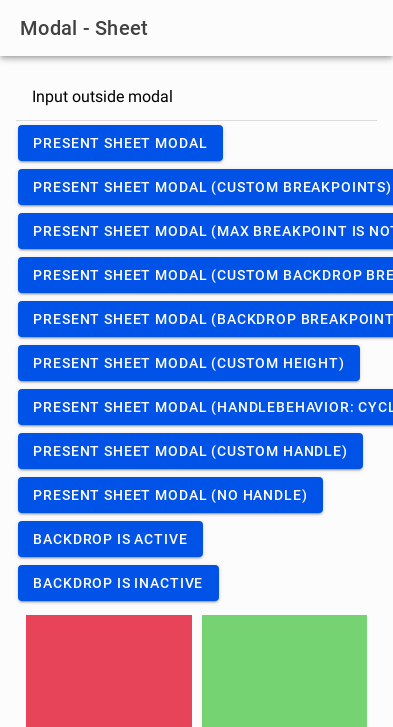 Modal - Sheet
Input outside modal
PRESENT SHEET MODAL
PRESENT SHEET MODAL (CUSTOM BREAKPOINTS)
PRESENT SHEET MODAL (MAX BREAKPOINT IS NOT
PRESENT SHEET MODAL (CUSTOM BACKDROP BRE
PRESENT SHEET MODAL (BACKDROP BREAKPOINT
PRESENT SHEET MODAL (CUSTOM HEIGHT)
PRESENT SHEET MODAL (HANDLEBEHAVIOR: CYCL
PRESENT SHEET MODAL (CUSTOM HANDLE)
PRESENT SHEET MODAL (NO HANDLE)
BACKDROP IS ACTIVE
BACKDROP IS INACTIVE